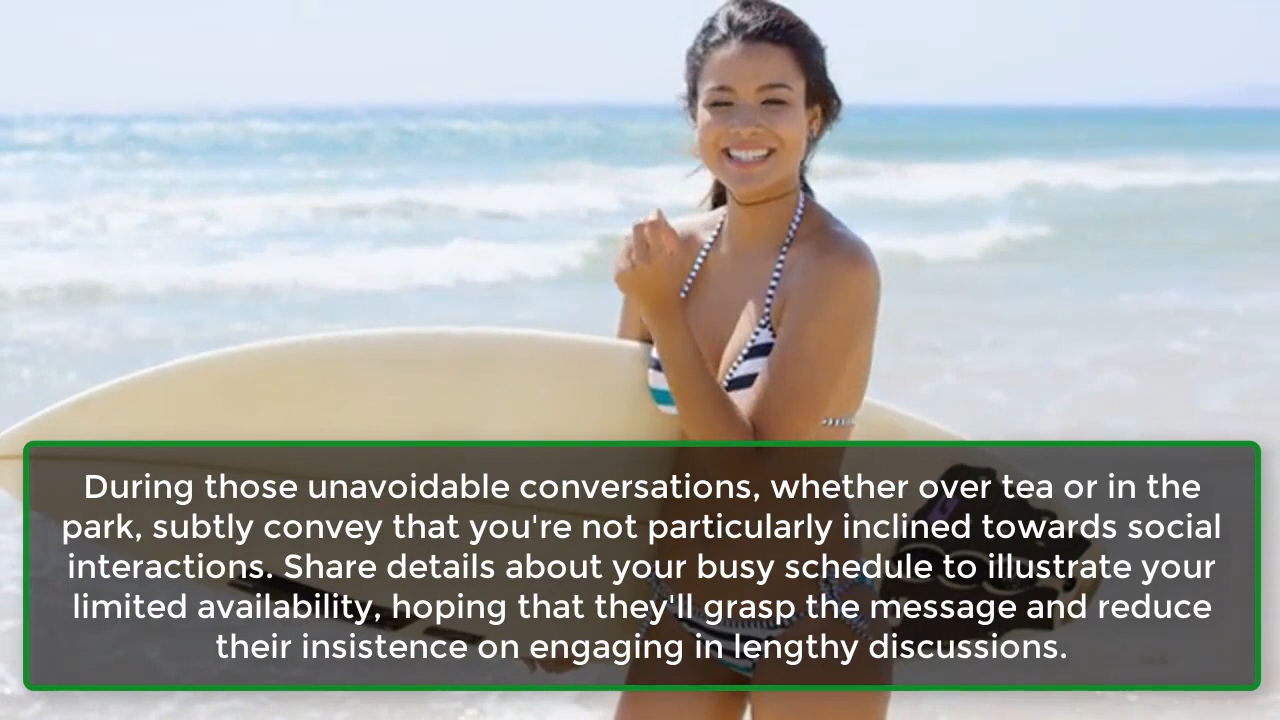 During those unavoidable conversations, whether over tea or in the
park, subtly convey that you're not particularly inclined towards social
interactions. Share details about your busy schedule to illustrate your
limited availability, hoping that they'll grasp the message and reduce
their insistence on engaging in lengthy discussions.